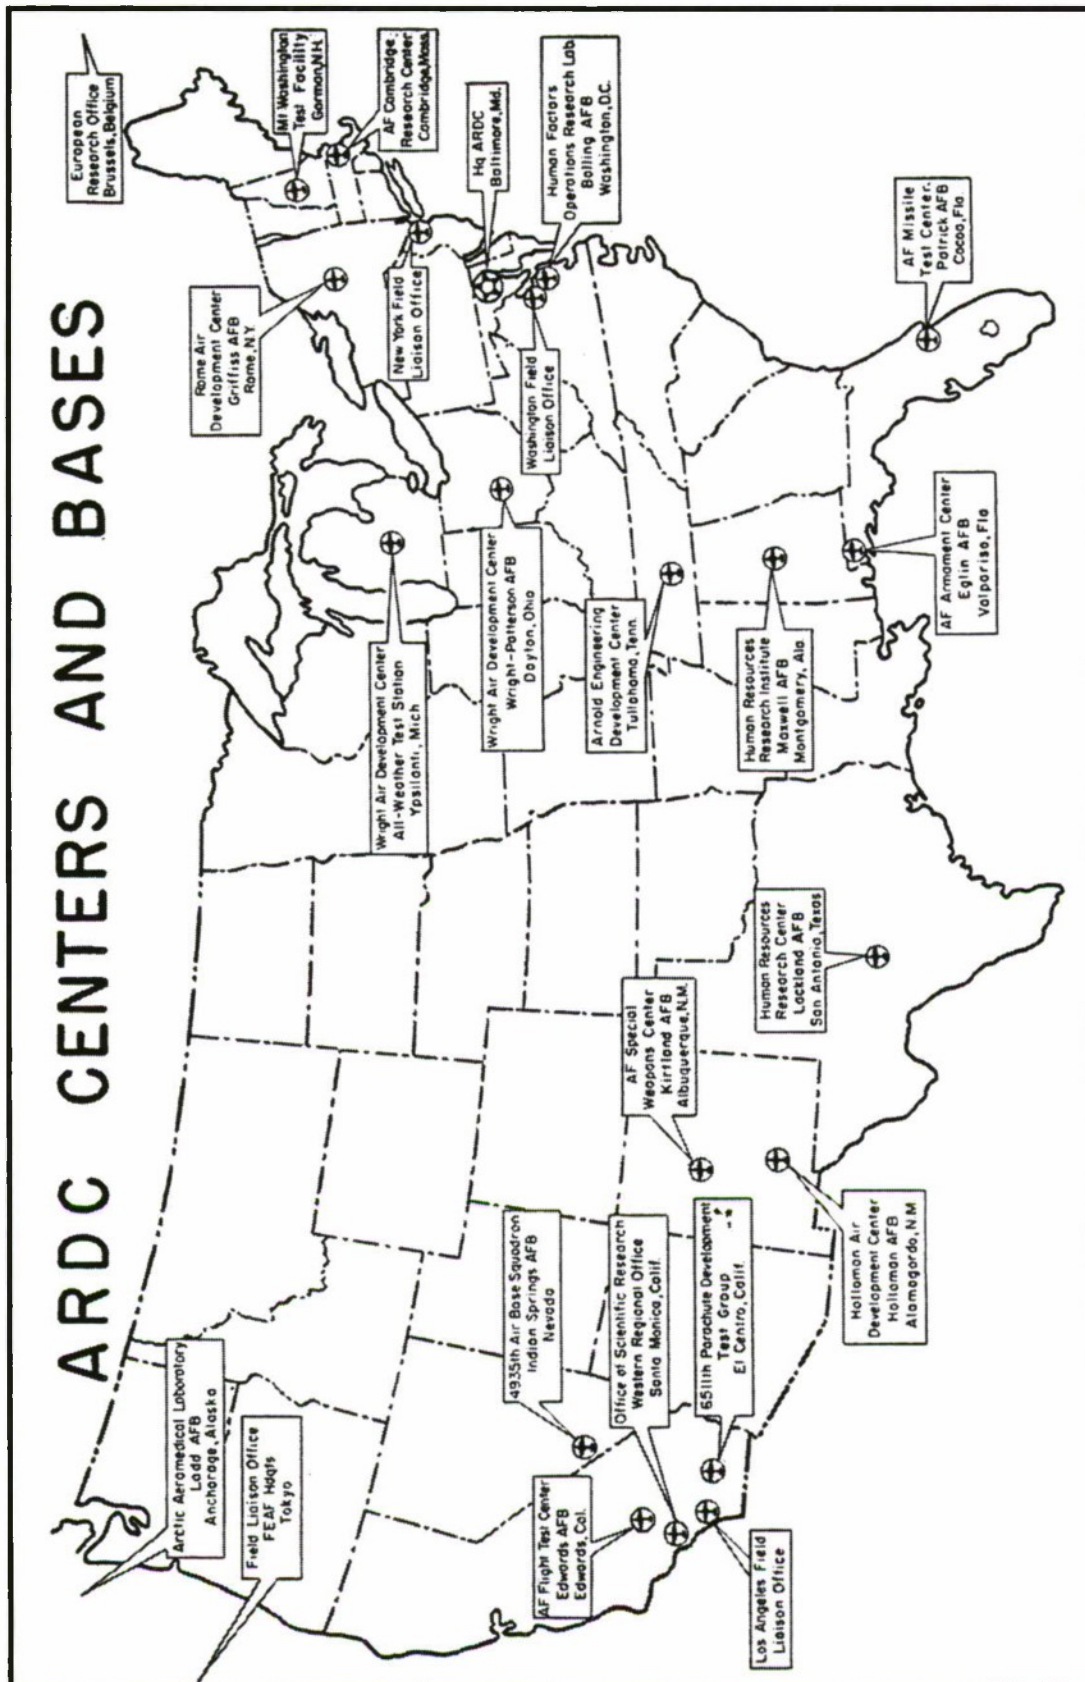 ARDC CENTERS AND BASES
Arctic Aeromedical Laboratory
Ladd AFB
Anchorage, Alaska
Field Liaison Office
FEAF Hdqts
Tokyo
4935th Air Base Squadron
Indian Springs AFB
Nevada
AF Flight Test Center
Edwards AFB
Edwards, Cal.
Office of Scientific Research
Western Regional Office
Santa Monica, Calif.
6511th Parachute Development
Test Group
El Centro, Calif.
Los Angeles Field
Liaison Office
AF Special
Weapons Center
Kirtland AFB
Albuquerque, N.M.
Holloman Air
Development Center
Holloman AFB
Alamagordo, N.M
Human Resources
Research Center
Lackland AFB
San Antonio, Texas
Wright Air Development Center
All-Weather Test Station
Ypsilanti, Mich
Wright Air Development Center
Wright-Patterson AFB
Dayton, Ohio
Arnold Engineering
Development Center
Tullahoma, Tenn.
Human Resources
Research Institute
Maxwell AFB
Montgomery, Ala.
AF Armament Center
Eglin AFB
Valpariso, Fla
Rome Air
Development Center
Griffiss AFB
Rome, N.Y.
New York Field
Liaison Office
Washington Field
Liaison Office
European
Research Office
Brussels, Belgium
Mt Washington
Test Facility
Gorman, N.H.
AF Cambridge
Research Center
Cambridge, Mass.
Hq ARDC
Baltimore, Md.
Human Factors
Operations Research Lab.
Bolling AFB
Washington, D.C.
AF Missile
Test Center.
Patrick AFB
Cocoa, Fla.